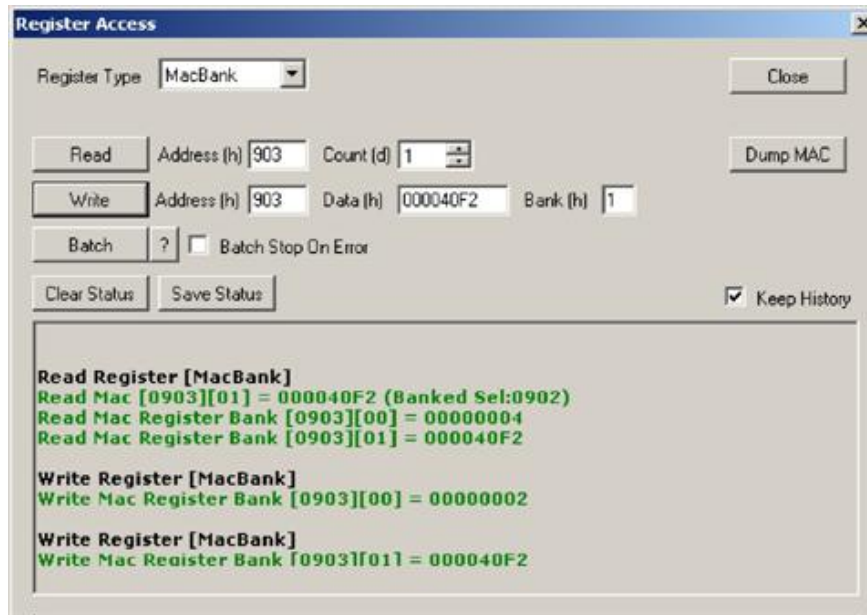 Register Access
Register Type MacBank Close
Read Address (h) 903 Count (d) 1 Dump MAC
Write Address (h) 903 Data (h) 000040F2 Bank (h) 1
Batch ? Batch Stop On Error
Clear Status Save Status Keep History
Read Register [MacBank]
Read Mac [0903][01] = 000040F2 (Banked Sel:0902)
Read Mac Register Bank [0903][00] = 00000004
Read Mac Register Bank [0903][01] = 000040F2
Write Register [MacBank]
Write Mac Register Bank [0903][00] = 00000002
Write Register [MacBank]
Write Mac Register Bank [0903][01] = 000040F2